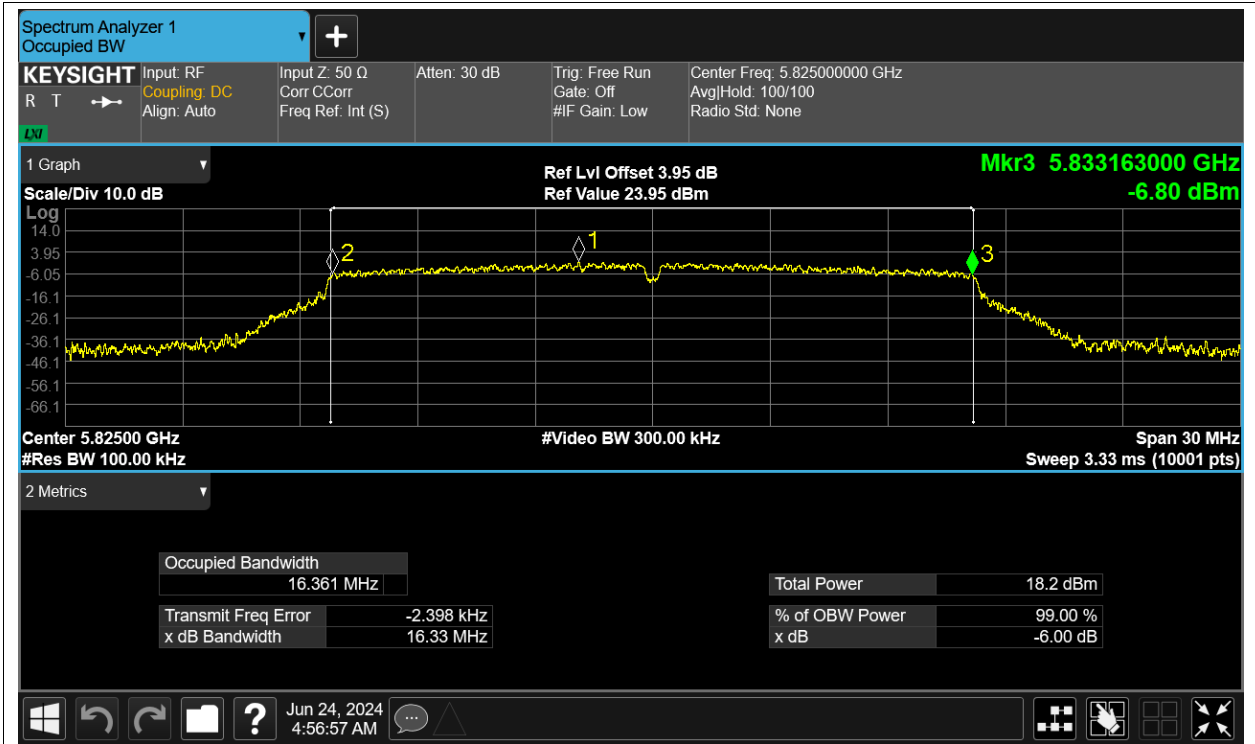 Spectrum Analyzer 1
Occupied BW
KEYSIGHT
R T
LXI
Input: RF
Coupling: DC
Align: Auto
Input Z: 50 Ω
Corr CCorr
Freq Ref: Int (S)
Atten: 30 dB
Trig: Free Run
Gate: Off
#IF Gain: Low
Center Freq: 5.825000000 GHz
Avg|Hold: 100/100
Radio Std: None
1 Graph
Scale/Div 10.0 dB
Ref Lvl Offset 3.95 dB
Ref Value 23.95 dBm
Mkr3 5.833163000 GHz
-6.80 dBm
Log
14.0
3.95
-6.05
-16.1
-26.1
-36.1
-46.1
-56.1
-66.1
2
1
3
Center 5.82500 GHz
#Res BW 100.00 kHz
#Video BW 300.00 kHz
Span 30 MHz
Sweep 3.33 ms (10001 pts)
2 Metrics
Occupied Bandwidth
16.361 MHz
Transmit Freq Error -2.398 kHz
x dB Bandwidth 16.33 MHz
Total Power 18.2 dBm
% of OBW Power 99.00 %
x dB -6.00 dB
?
Jun 24, 2024
4:56:57 AM